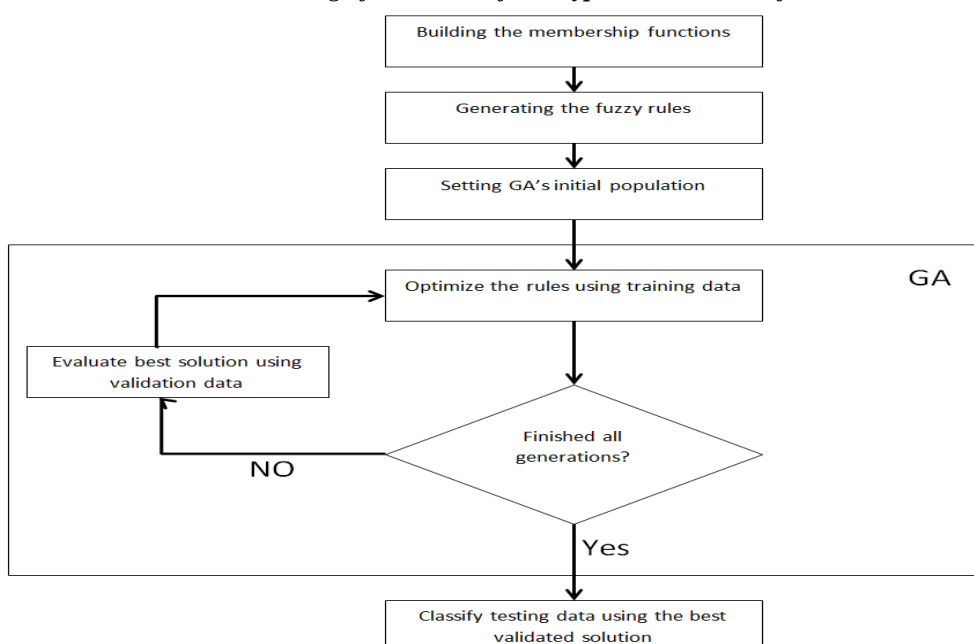 Building the membership functions
Generating the fuzzy rules
Setting GA's initial population
GA
Optimize the rules using training data
Evaluate best solution using
validation data
Finished all
generations?
NO
Yes
Classify testing data using the best
validated solution